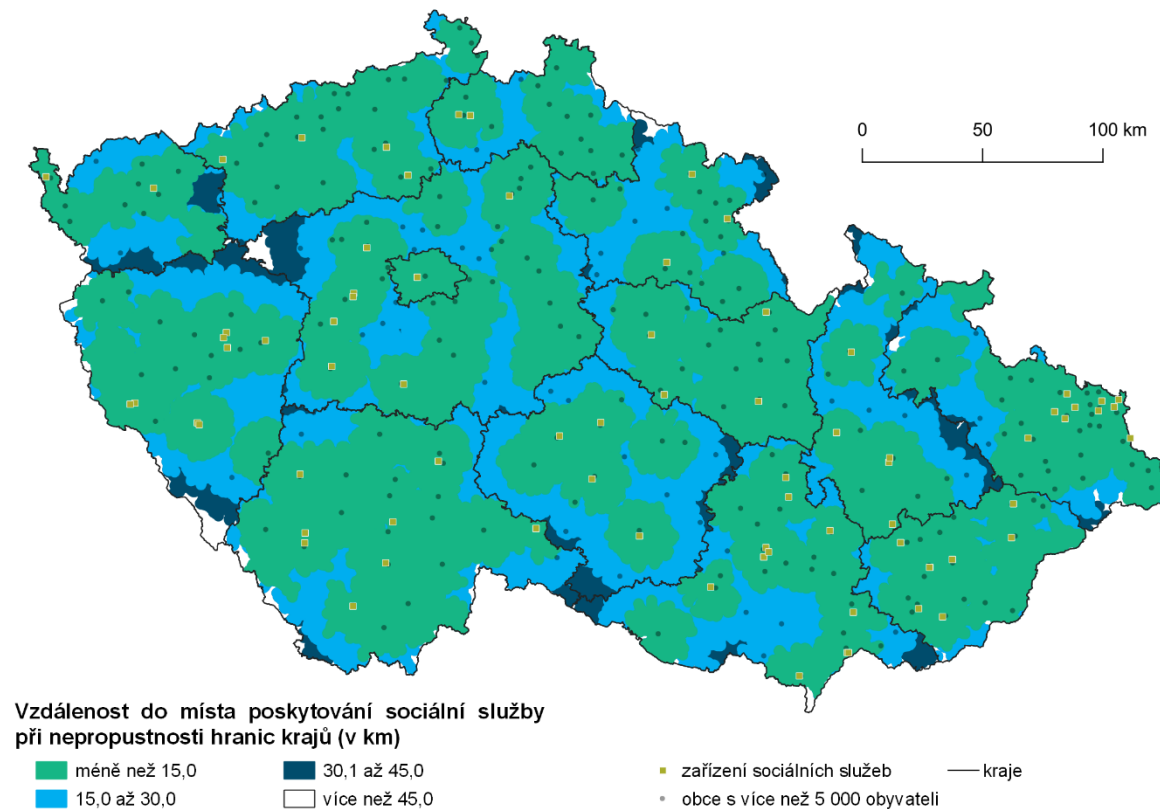 0 50 100 km
Vzdálenost do místa poskytování sociální služby
při nepropustnosti hranic krajů (v km)
méně než 15,0
30,1 až 45,0
zařízení sociálních služeb
kraje
15,0 až 30,0
více než 45,0
obce s více než 5 000 obyvateli